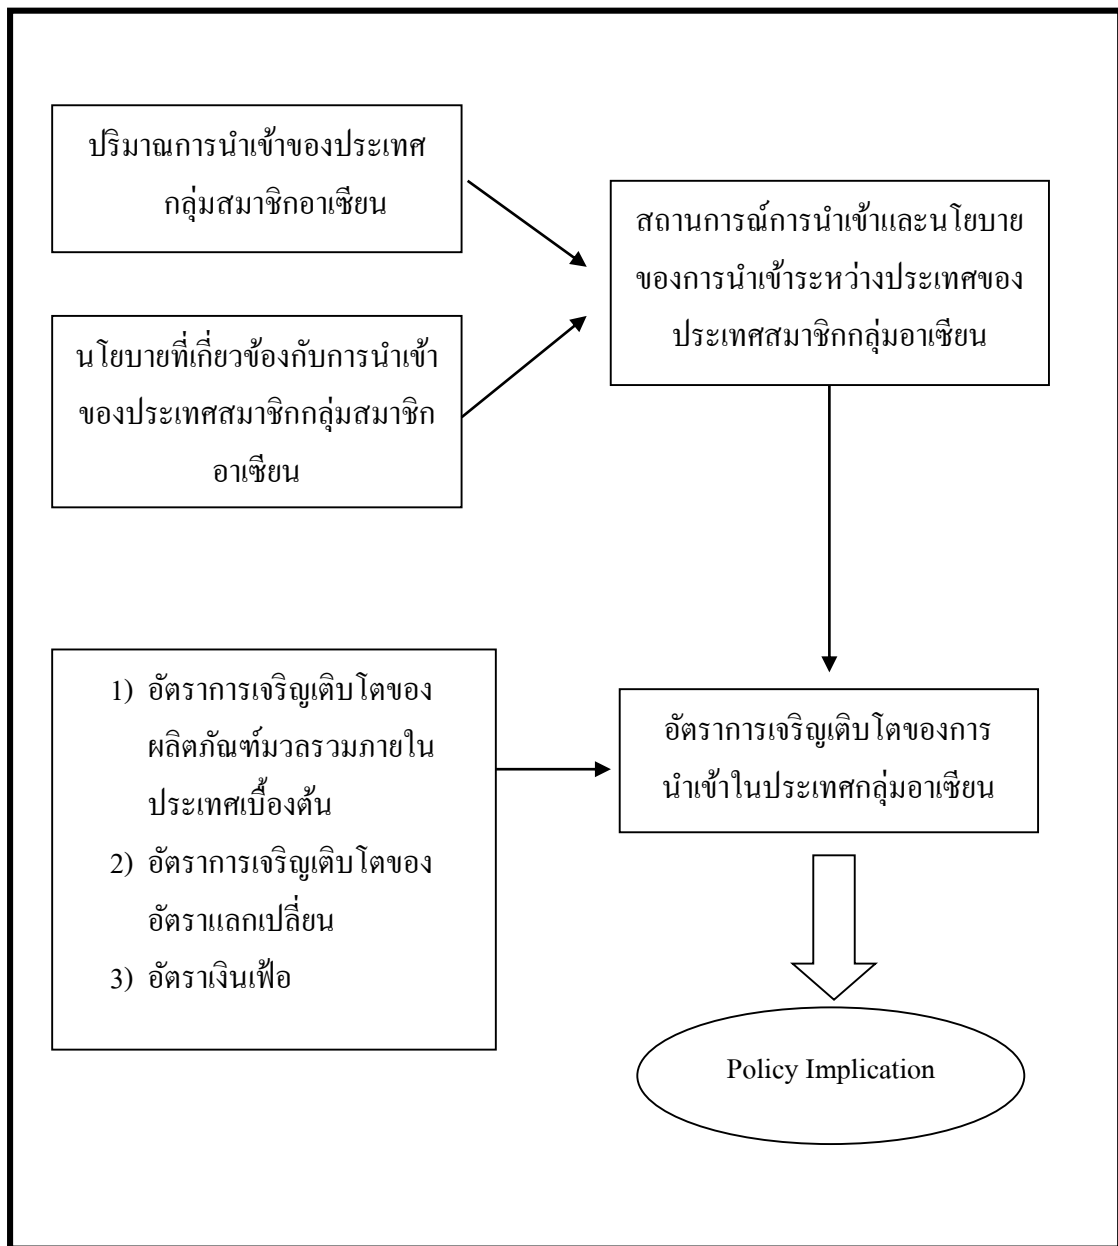 ปริมาณการนำเข้าของประเทศ
กลุ่มสมาชิกอาเซียน
นโยบายที่เกี่ยวข้องกับการนำเข้า
ของประเทศสมาชิกกลุ่มสมาชิก
อาเซียน
สถานการณ์การนำเข้าและนโยบาย
ของการนำเข้าระหว่างประเทศของ
ประเทศสมาชิกกลุ่มอาเซียน
1) อัตราการเจริญเติบโตของ
ผลิตภัณฑ์มวลรวมภายใน
ประเทศเบื้องต้น
2) อัตราการเจริญเติบโตของ
อัตราแลกเปลี่ยน
3) อัตราเงินเฟ้อ
อัตราการเจริญเติบโตของการ
นำเข้าในประเทศกลุ่มอาเซียน
Policy Implication